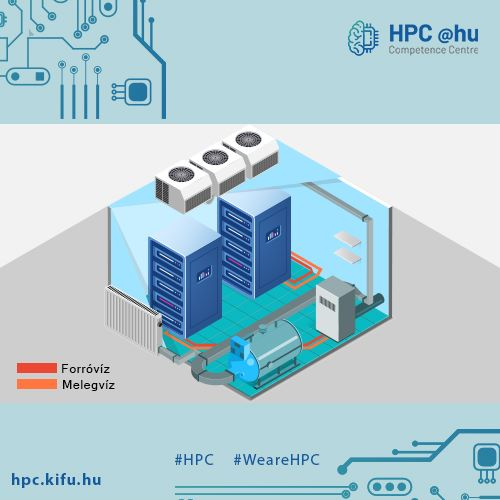 HPC @hu
Competence Centre
Forróvíz
Melegvíz
#HPC #WeareHPC
hpc.kifu.hu